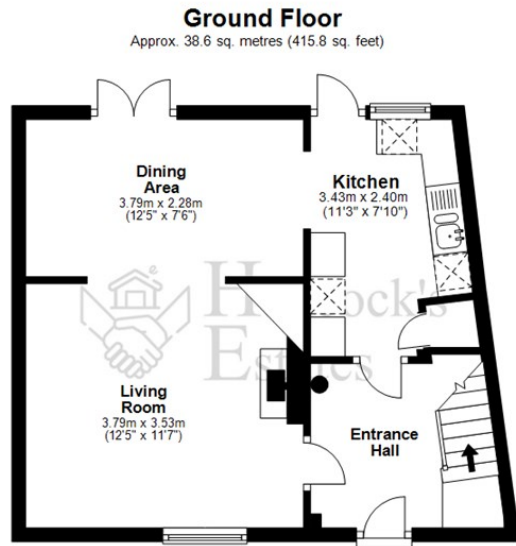 Ground Floor
Approx. 38.6 sq. metres (415.8 sq. feet)
Dining
Area
3.79m x 2.28m
(12'5" x 7'6")
Kitchen
3.43m x 2.40m
(11'3" x 7'10")
Living
Room
3.79m x 3.53m
(12'5" x 11'7")
Entrance
Hall